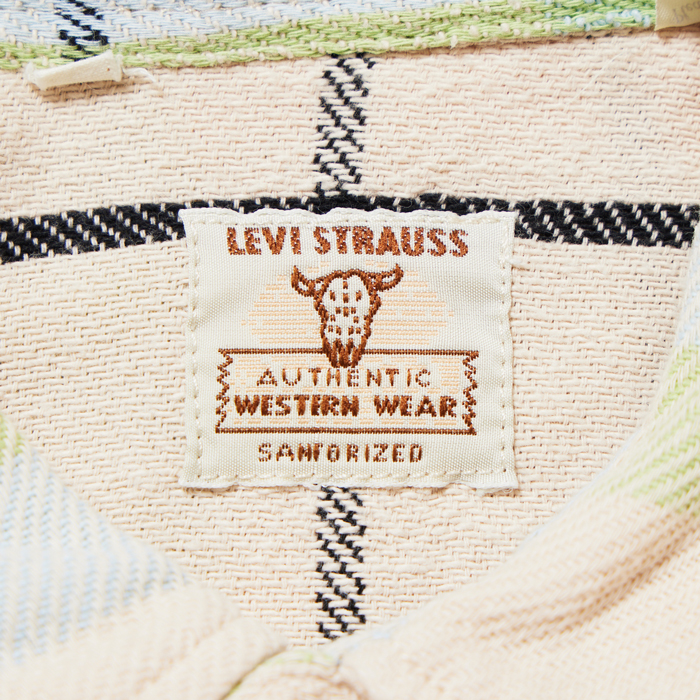 LEVI STRAUSS
AUTHENTIC
WESTERN WEAR
SANFORIZED